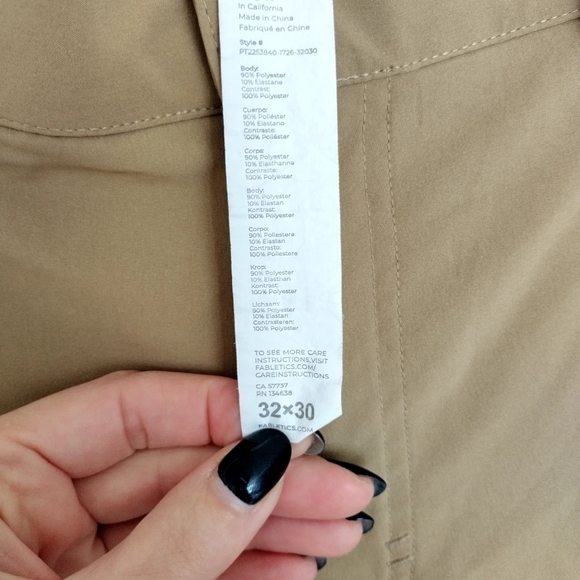 In California
Made in China
Fabriqué en Chine
Style #
PT2253840-1726-32030
Body:
90% Polyester
10% Elastane
Contrast:
100% Polyester
Cuerpo:
90% Poliéster
10% Elastano
Contraste:
100% Poliéster
Corps:
90% Polyester
10% Élasthanne
Contraste:
100% Polyester
Body:
90% Polyester
10% Elastan
Kontrast:
100% Polyester
Corpo:
90% Poliestere
10% Elastan
Contrasto:
100% Poliestere
Krop:
90% Polyester
10% Elasthan
Kontrast:
100% Polyester
Lichaam:
90% Polyester
10% Elastan
Contrasteren:
100% Polyester
TO SEE MORE CARE
INSTRUCTIONS,VISIT
FABLETICS.COM/
CAREINSTRUCTIONS
CA 57737
RN 134638
32×30
FABLETICS.COM